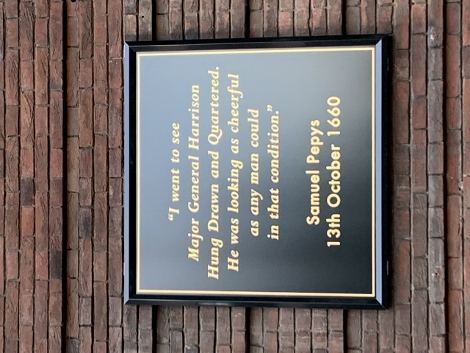 “I went to see
Major General Harrison
Hung Drawn and Quartered.
He was looking as cheerful
as any man could
in that condition.”
Samuel Pepys
13th October 1660